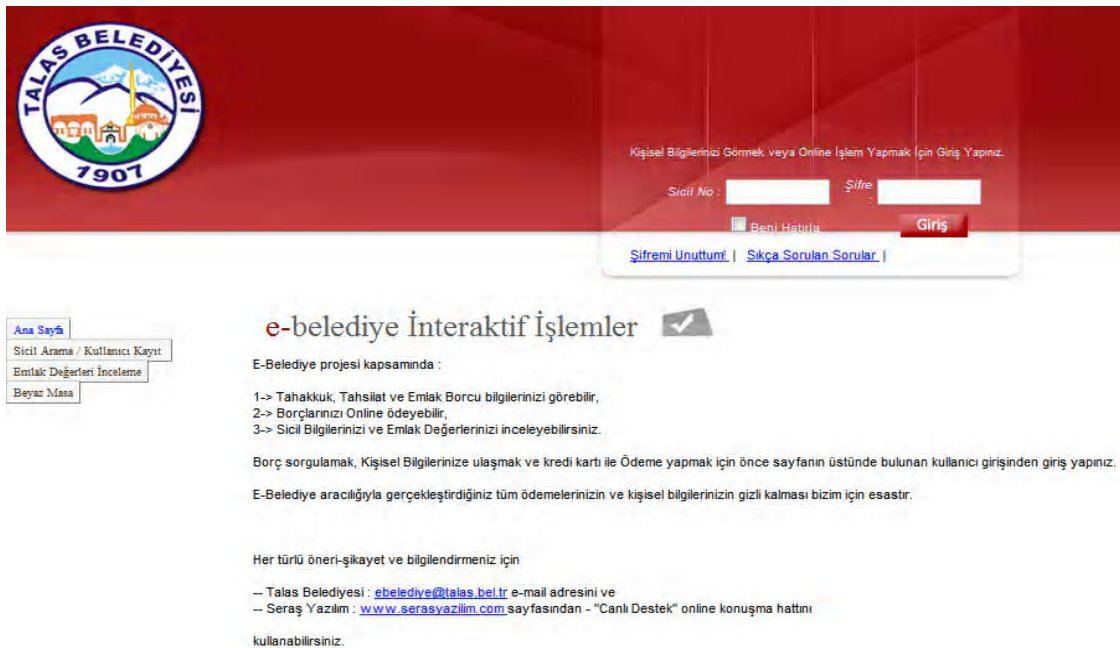 TALAS BELEDİYESİ
1907
Kişisel Bilgilerinizi Görmek veya Online İşlem Yapmak İçin Giriş Yapınız.
Sicil No : Şifre :
Beni Hatırla Giriş
Şifremi Unuttum! | Sıkça Sorulan Sorular |
Ana Sayfa
Sicil Arama / Kullanıcı Kayıt
Emlak Değerleri İnceleme
Beyaz Masa
e-belediye İnteraktif İşlemler
E-Belediye projesi kapsamında :
1-> Tahakkuk, Tahsilat ve Emlak Borcu bilgilerinizi görebilir,
2-> Borçlarınızı Online ödeyebilir,
3-> Sicil Bilgilerinizi ve Emlak Değerlerinizi inceleyebilirsiniz.
Borç sorgulamak, Kişisel Bilgilerinize ulaşmak ve kredi kartı ile Ödeme yapmak için önce sayfanın üstünde bulunan kullanıcı girişinden giriş yapınız.
E-Belediye aracılığıyla gerçekleştirdiğiniz tüm ödemelerinizin ve kişisel bilgilerinizin gizli kalması bizim için esastır.
Her türlü öneri-şikayet ve bilgilendirmeniz için
-- Talas Belediyesi : ebelediye@talas.bel.tr e-mail adresini ve
-- Seraş Yazılım : www.serasyazilim.com sayfasından - "Canlı Destek" online konuşma hattını
kullanabilirsiniz.